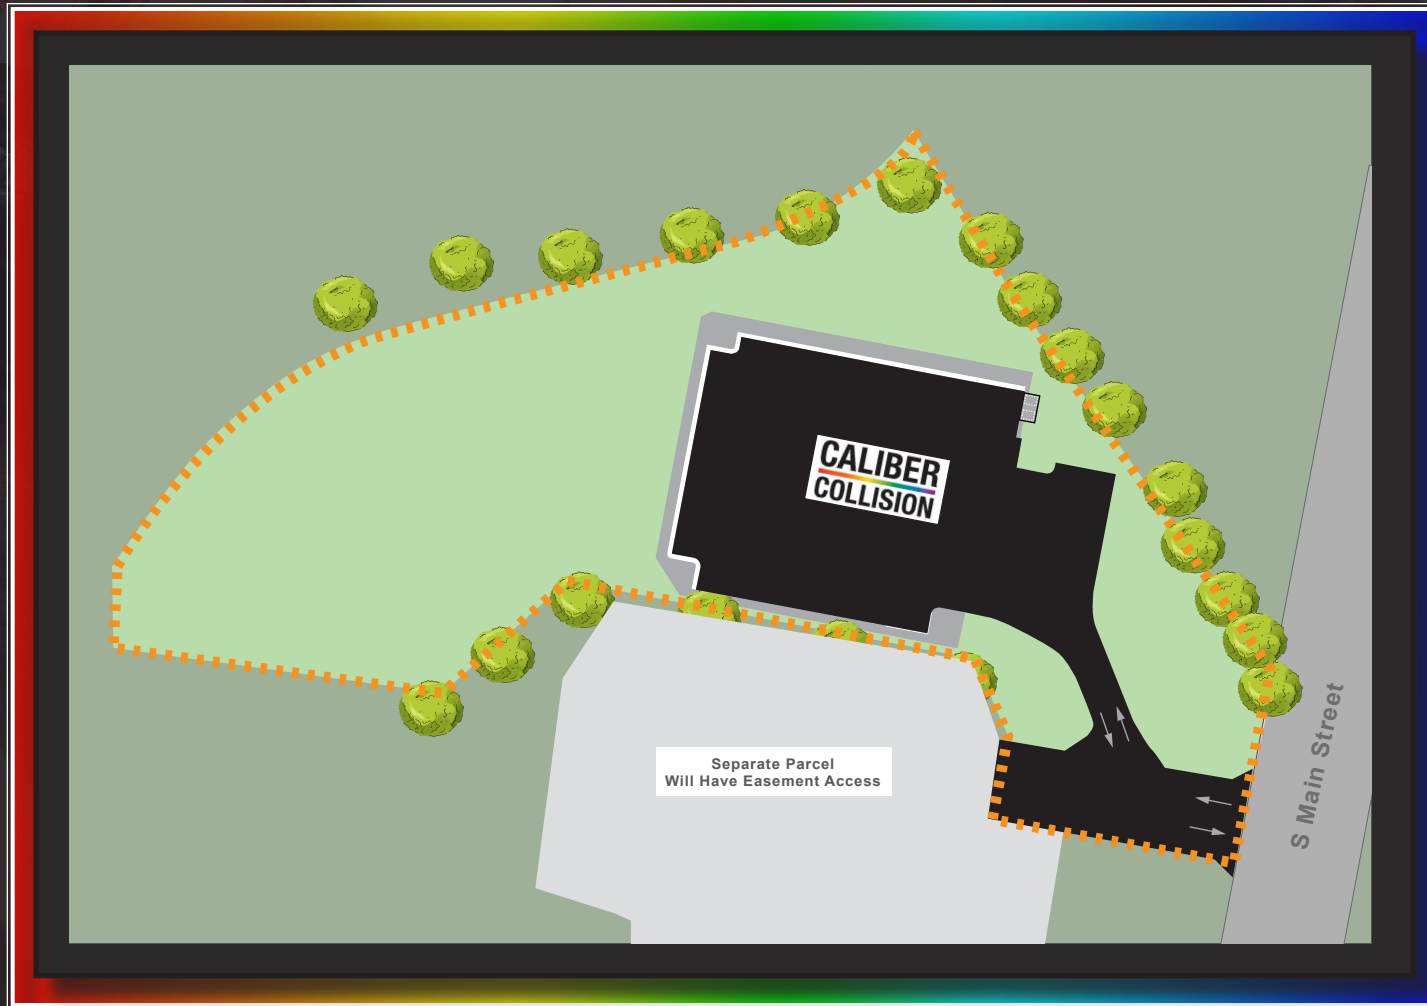 CALIBER
COLLISION
Separate Parcel
Will Have Easement Access
S Main Street